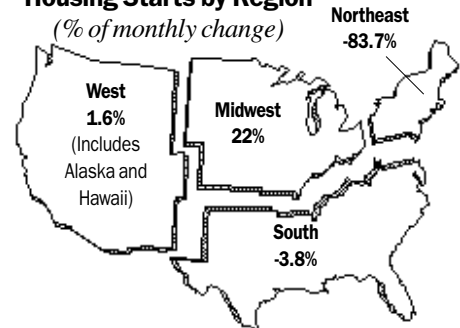 Housing Starts by Region
(% of monthly change)
Northeast
-83.7%
West
1.6%
(Includes
Alaska and
Hawaii)
Midwest
22%
South
-3.8%